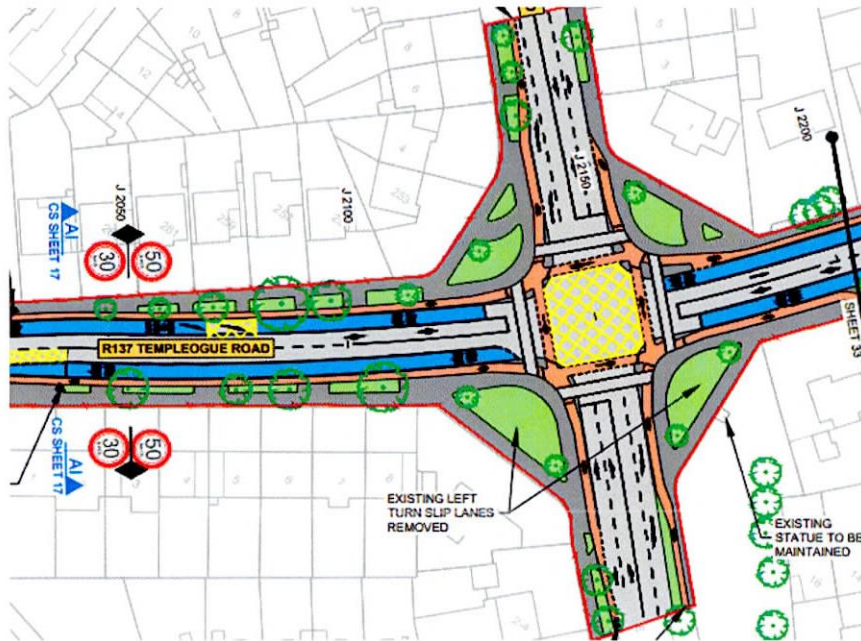 J 2200
J 2150
J 2100
J 2050
AI
CS SHEET 17
30
50
R137 TEMPLEOGUE ROAD
SHEET 33
30
50
AI
CS SHEET 17
EXISTING LEFT
TURN SLIP LANES
REMOVED
EXISTING
STATUE TO BE
MAINTAINED